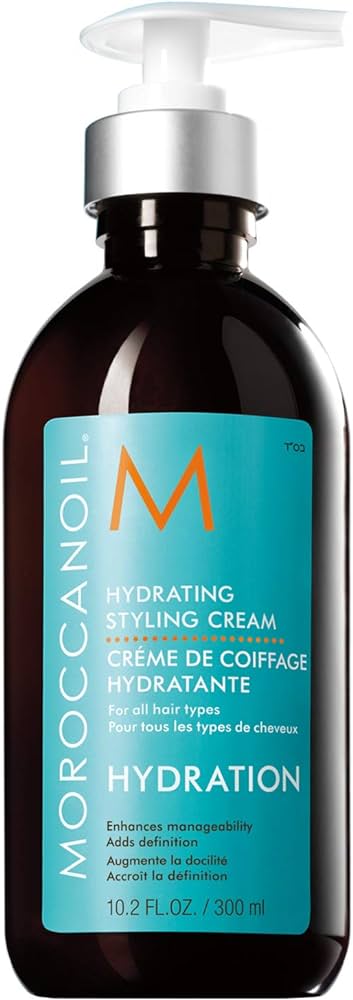 MOROCCANOIL®
M
HYDRATING
STYLING CREAM
CRÉME DE COIFFAGE
HYDRATANTE
For all hair types
Pour tous les types de cheveux
HYDRATION
Enhances manageability
Adds definition
Augmente la docilité
Accroît la définition
10.2 FL.OZ. / 300 ml